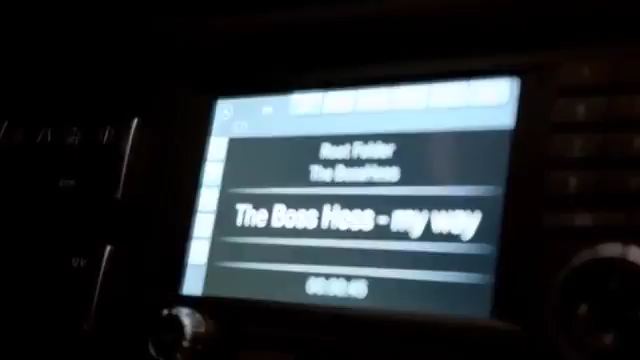 Root Folder
The BossHoss
The Boss Hoss - my way